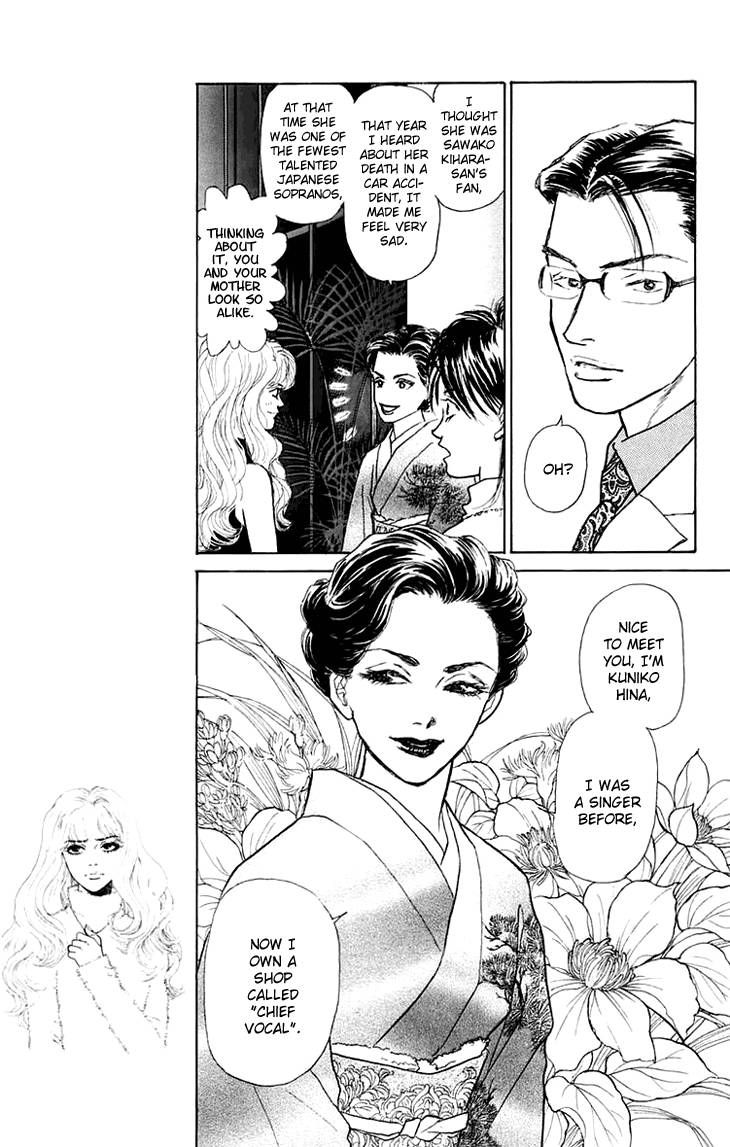 OH?
I
THOUGHT
SHE WAS
SAWAKO
KIHARA-
SAN'S
FAN,
THAT YEAR
I HEARD
ABOUT HER
DEATH IN A
CAR ACCI-
DENT, IT
MADE ME
FEEL VERY
SAD.
AT THAT
TIME SHE
WAS ONE OF
THE FEWEST
TALENTED
JAPANESE
SOPRANOS,
THINKING
ABOUT
IT, YOU
AND YOUR
MOTHER
LOOK SO
ALIKE.
NICE
TO MEET
YOU, I'M
KUNIKO
HINA,
I WAS
A SINGER
BEFORE,
NOW I
OWN A
SHOP
CALLED
"CHIEF
VOCAL".